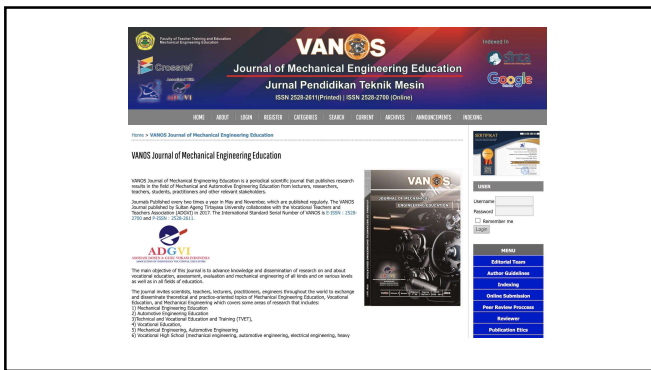 Faculty of Teacher Training and Education
Mechanical Engineering Education
VANOS
Indexed In
Crossref
Journal of Mechanical Engineering Education
sinta
Jurnal Pendidikan Teknik Mesin
Google
ADGVI
ISSN 2528-2611(Printed) | ISSN 2528-2700 (Online)
HOME ABOUT LOGIN REGISTER CATEGORIES SEARCH CURRENT ARCHIVES ANNOUNCEMENTS INDEXING
Home > VANOS Journal of Mechanical Engineering Education
SERTIFIKAT
VANOS Journal of Mechanical Engineering Education
VANOS Journal of Mechanical Engineering Education is a periodical scientific journal that publishes research
results in the field of Mechanical and Automotive Engineering Education from lecturers, researchers,
teachers, students, practitioners and other relevant stakeholders.
Journals Published every two times a year in May and November, which are published regularly. The VANOS
Journal published by Sultan Ageng Tirtayasa University collaborates with the Vocational Teachers and
Teachers Association (ADGVI) in 2017. The International Standard Serial Number of VANOS is E-ISSN : 2528-
2700 and P-ISSN : 2528-2611.
ADGVI
The main objective of this journal is to advance knowledge and dissemination of research on and about
vocational education, assessment, evaluation and mechanical engineering of all kinds and on various levels
as well as in all fields of education.
The journal invites scientists, teachers, lecturers, practitioners, engineers throughout the world to exchange
and disseminate theoretical and practice-oriented topics of Mechanical Engineering Education, Vocational
Education, and Mechanical Engineering which covers some areas of research that includes:
1) Mechanical Engineering Education
2) Automotive Engineering Education
3)Technical and Vocational Education and Training (TVET),
4) Vocational Education,
5) Mechanical Engineering, Automotive Engineering
6) Vocational High School (mechanical engineering, automotive engineering, electrical engineering, heavy
VANOS
JOURNAL OF MECHANICAL
ENGINEERING EDUCATION
USER
Username
Password
Remember me
Login
MENU
Editorial Team
Author Guidelines
Indexing
Online Submission
Peer Review Proccess
Reviewer
Publication Etics